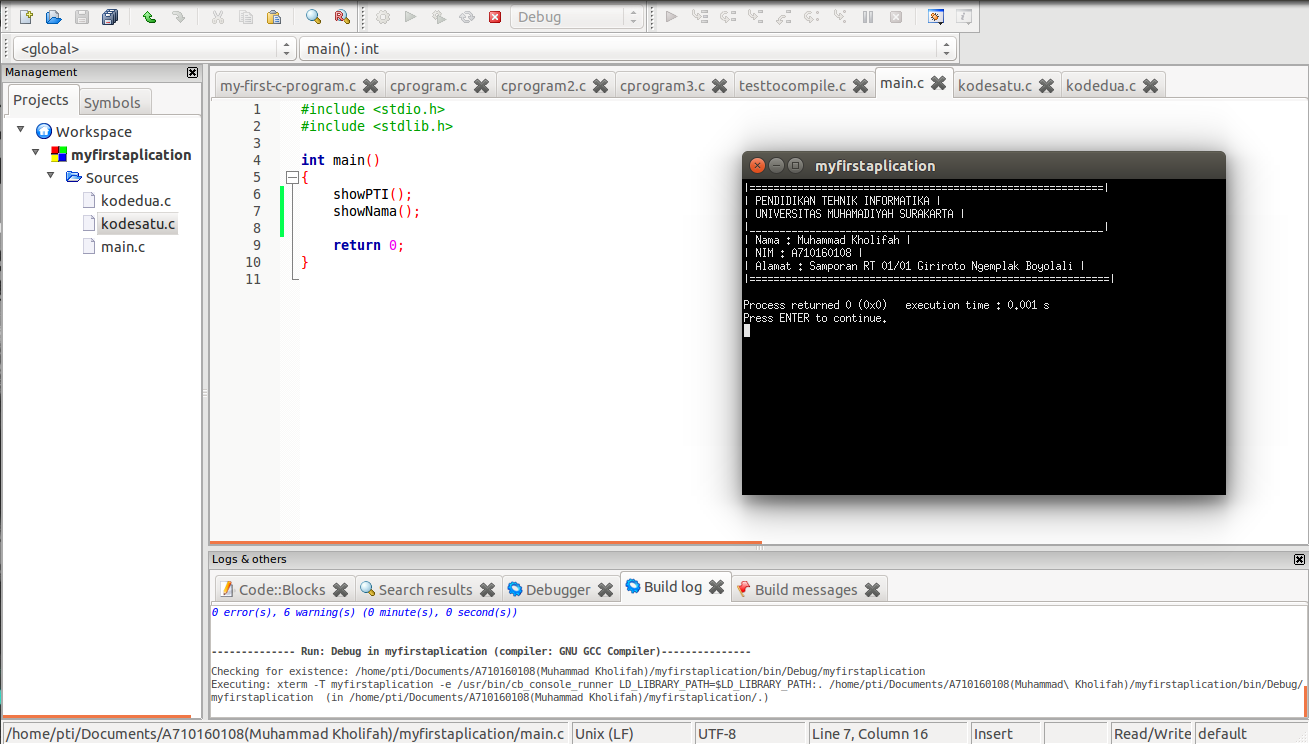 Debug
<global>
main() : int
Management
Projects
Symbols
Workspace
myfirstaplication
Sources
kodedua.c
kodesatu.c
main.c
my-first-c-program.c
cprogram.c
cprogram2.c
cprogram3.c
testtocompile.c
main.c
kodesatu.c
kodedua.c
1 #include <stdio.h>
2 #include <stdlib.h>
3
4 int main()
5 {
6 showPTI();
7 showNama();
8
9 return 0;
10 }
11
myfirstaplication
|===========================================================|
| PENDIDIKAN TEHNIK INFORMATIKA |
| UNIVERSITAS MUHAMADIYAH SURAKARTA |
|___________________________________________________________|
| Nama : Muhammad Kholifah |
| NIM : A710160108 |
| Alamat : Samporan RT 01/01 Giriroto Ngemplak Boyolali |
|============================================================|
Process returned 0 (0x0) execution time : 0.001 s
Press ENTER to continue.
Logs & others
Code::Blocks
Search results
Debugger
Build log
Build messages
0 error(s), 6 warning(s) (0 minute(s), 0 second(s))
-------------- Run: Debug in myfirstaplication (compiler: GNU GCC Compiler)---------------
Checking for existence: /home/pti/Documents/A710160108(Muhammad Kholifah)/myfirstaplication/bin/Debug/myfirstaplication
Executing: xterm -T myfirstaplication -e /usr/bin/cb_console_runner LD_LIBRARY_PATH=$LD_LIBRARY_PATH:. /home/pti/Documents/A710160108(Muhammad\ Kholifah)/myfirstaplication/bin/Debug/
myfirstaplication (in /home/pti/Documents/A710160108(Muhammad Kholifah)/myfirstaplication/.)
/home/pti/Documents/A710160108(Muhammad Kholifah)/myfirstaplication/main.c
Unix (LF)
UTF-8
Line 7, Column 16
Insert
Read/Write
default